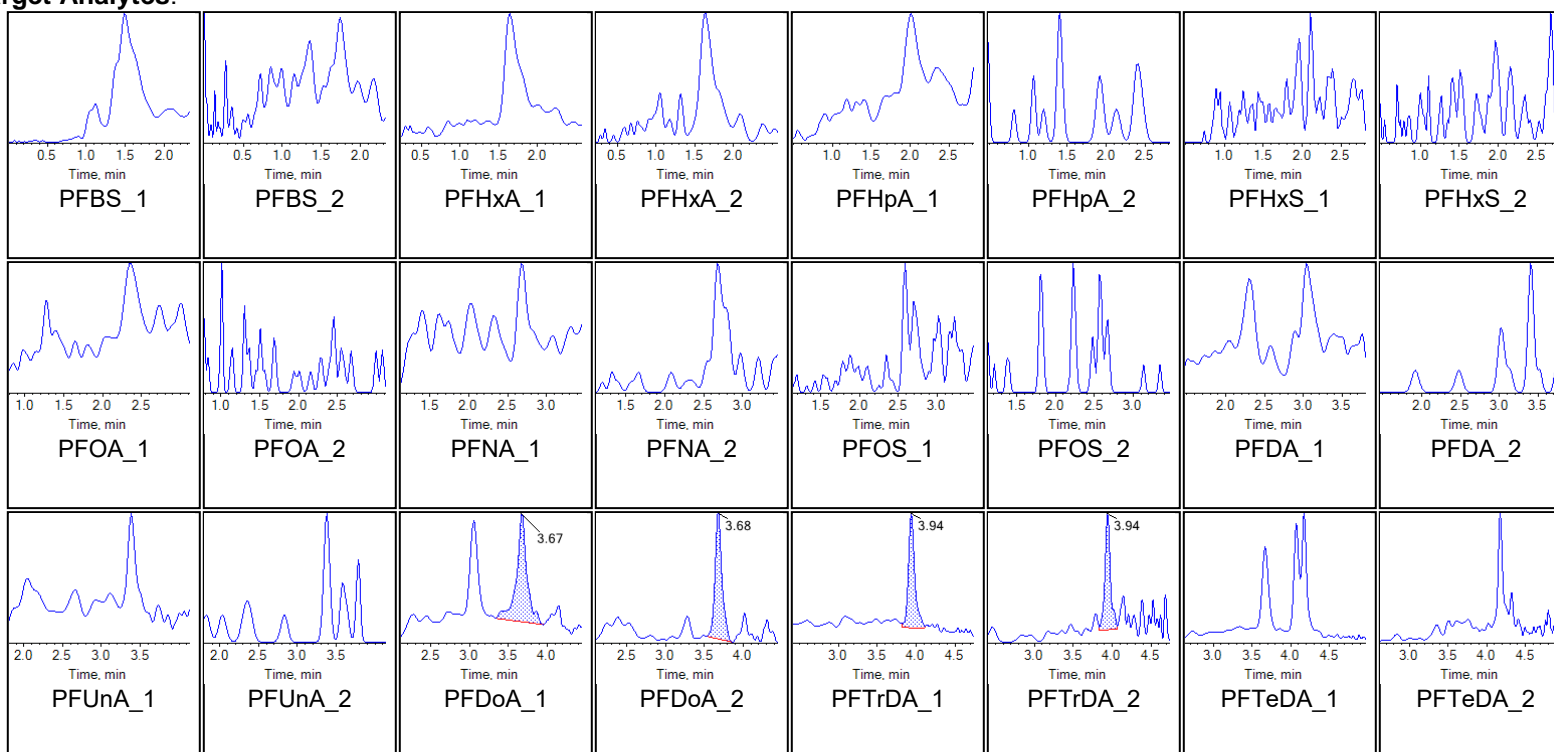 rget Analytes:
0.5 1.0 1.5 2.0 0.5 1.0 1.5 2.0 0.5 1.0 1.5 2.0 0.5 1.0 1.5 2.0 1.0 1.5 2.0 2.5 1.0 1.5 2.0 2.5 1.0 1.5 2.0 2.5 1.0 1.5 2.0 2.5
Time, min Time, min Time, min Time, min Time, min Time, min Time, min Time, min
PFBS_1 PFBS_2 PFHxA_1 PFHxA_2 PFHpA_1 PFHpA_2 PFHxS_1 PFHxS_2
1.0 1.5 2.0 2.5 1.0 1.5 2.0 2.5 1.5 2.0 2.5 3.0 1.5 2.0 2.5 3.0 1.5 2.0 2.5 3.0 1.5 2.0 2.5 3.0 2.0 2.5 3.0 3.5 2.0 2.5 3.0 3.5
Time, min Time, min Time, min Time, min Time, min Time, min Time, min Time, min
PFOA_1 PFOA_2 PFNA_1 PFNA_2 PFOS_1 PFOS_2 PFDA_1 PFDA_2
3.67 3.68 3.94 3.94
2.0 2.5 3.0 3.5 2.0 2.5 3.0 3.5 2.5 3.0 3.5 4.0 2.5 3.0 3.5 4.0 3.0 3.5 4.0 4.5 3.0 3.5 4.0 4.5 3.0 3.5 4.0 4.5 3.0 3.5 4.0 4.5
Time, min Time, min Time, min Time, min Time, min Time, min Time, min Time, min
PFUnA_1 PFUnA_2 PFDoA_1 PFDoA_2 PFTrDA_1 PFTrDA_2 PFTeDA_1 PFTeDA_2